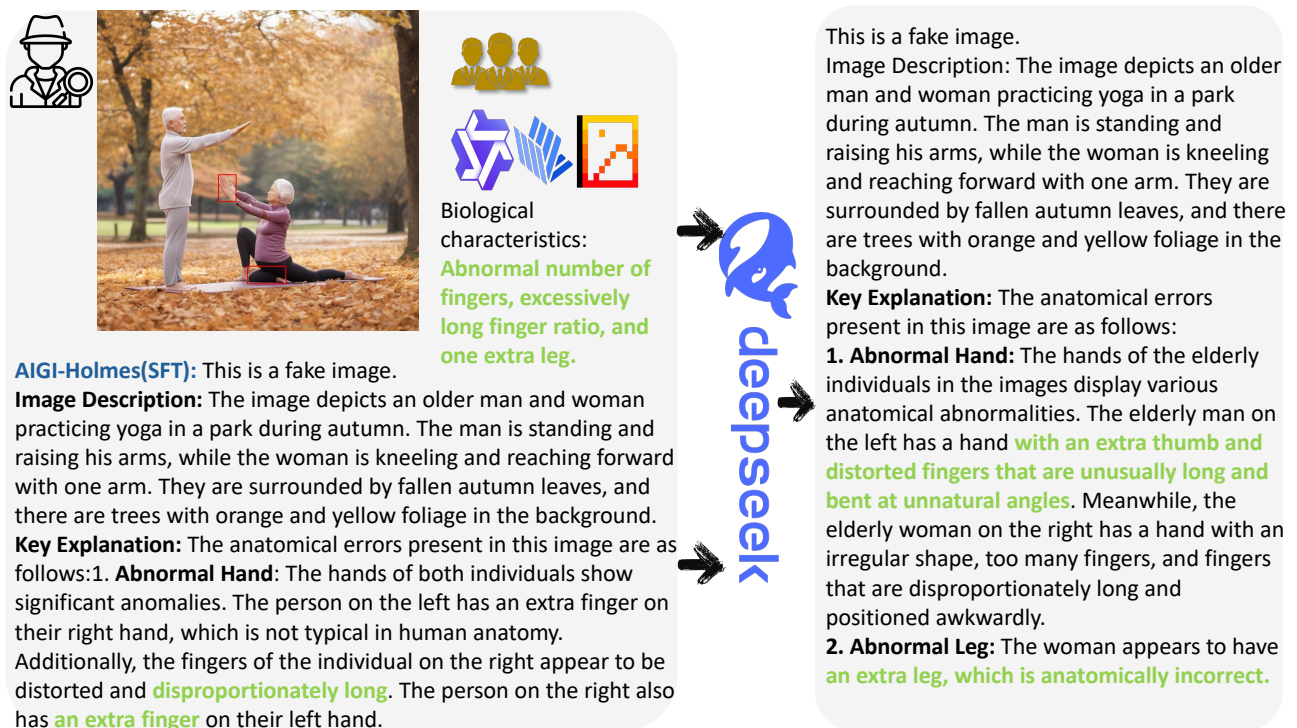 Biological
characteristics:
Abnormal number of
fingers, excessively
long finger ratio, and
one extra leg.
AIGI-Holmes(SFT): This is a fake image.
Image Description: The image depicts an older man and woman
practicing yoga in a park during autumn. The man is standing and
raising his arms, while the woman is kneeling and reaching forward
with one arm. They are surrounded by fallen autumn leaves, and
there are trees with orange and yellow foliage in the background.
Key Explanation: The anatomical errors present in this image are as
follows:1. Abnormal Hand: The hands of both individuals show
significant anomalies. The person on the left has an extra finger on
their right hand, which is not typical in human anatomy.
Additionally, the fingers of the individual on the right appear to be
distorted and disproportionately long. The person on the right also
has an extra finger on their left hand.
deepseek
This is a fake image.
Image Description: The image depicts an older
man and woman practicing yoga in a park
during autumn. The man is standing and
raising his arms, while the woman is kneeling
and reaching forward with one arm. They are
surrounded by fallen autumn leaves, and there
are trees with orange and yellow foliage in the
background.
Key Explanation: The anatomical errors
present in this image are as follows:
1. Abnormal Hand: The hands of the elderly
individuals in the images display various
anatomical abnormalities. The elderly man on
the left has a hand with an extra thumb and
distorted fingers that are unusually long and
bent at unnatural angles. Meanwhile, the
elderly woman on the right has a hand with an
irregular shape, too many fingers, and fingers
that are disproportionately long and
positioned awkwardly.
2. Abnormal Leg: The woman appears to have
an extra leg, which is anatomically incorrect.